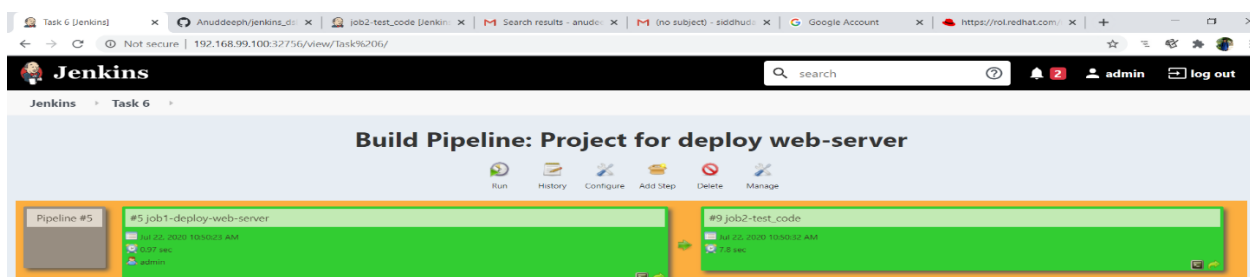 Task 6 [Jenkins]
Anuddeeph/jenkins_dsl
job2-test_code [Jenkins
Search results - anudee
(no subject) - siddhuda
Google Account
https://rol.redhat.com/
Not secure | 192.168.99.100:32756/view/Task%206/
Jenkins
search
2
admin
log out
Jenkins
Task 6
Build Pipeline: Project for deploy web-server
Run
History
Configure
Add Step
Delete
Manage
Pipeline #5
#5 job1-deploy-web-server
Jul 22, 2020 10:50:23 AM
0.97 sec
admin
#9 job2-test_code
Jul 22, 2020 10:50:32 AM
7.8 sec